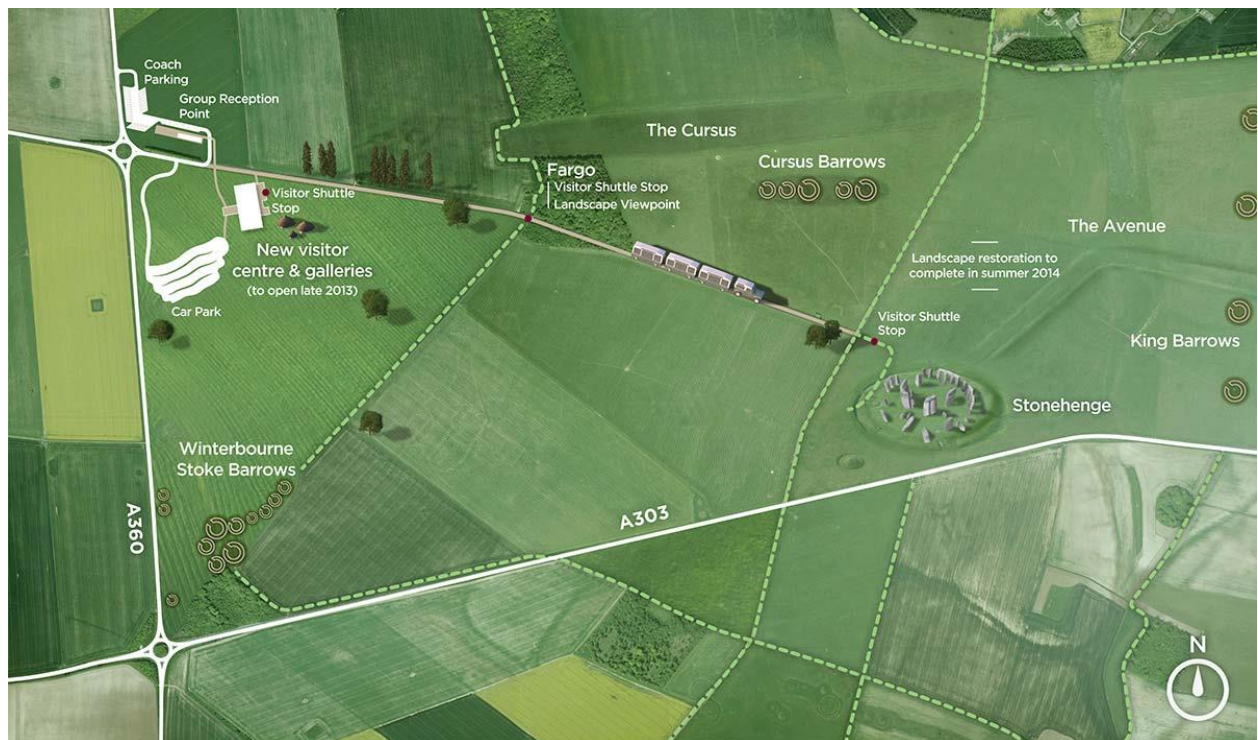 Coach
Parking
Group Reception
Point
The Cursus
Cursus Barrows
Fargo
Visitor Shuttle Stop
Landscape Viewpoint
Visitor Shuttle
Stop
New visitor
centre & galleries
(to open late 2013)
Car Park
The Avenue
Landscape restoration to
complete in summer 2014
Visitor Shuttle
Stop
King Barrows
Stonehenge
Winterbourne
Stoke Barrows
A360
A303
N